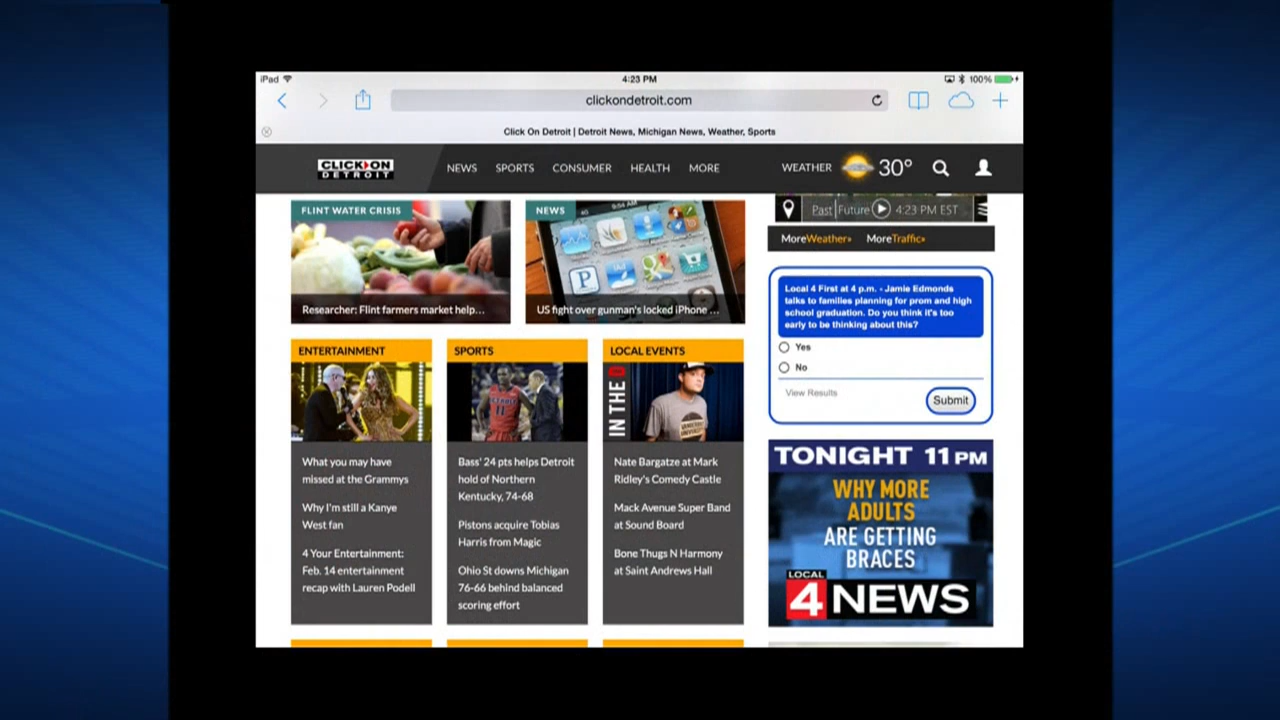 iPad
4:23 PM
100%
clickondetroit.com
Click On Detroit | Detroit News, Michigan News, Weather, Sports
CLICK ON
DETROIT
NEWS
SPORTS
CONSUMER
HEALTH
MORE
WEATHER
30°
FLINT WATER CRISIS
Researcher: Flint farmers market help...
NEWS
9:54 AM
US fight over gunman's locked iPhone ...
Past
Future
4:23 PM EST
MoreWeather»
MoreTraffic»
Local 4 First at 4 p.m. - Jamie Edmonds
talks to families planning for prom and high
school graduation. Do you think it's too
early to be thinking about this?
Yes
No
View Results
Submit
ENTERTAINMENT
What you may have
missed at the Grammys
Why I'm still a Kanye
West fan
4 Your Entertainment:
Feb. 14 entertainment
recap with Lauren Podell
SPORTS
DETROIT
11
Bass' 24 pts helps Detroit
hold of Northern
Kentucky, 74-68
Pistons acquire Tobias
Harris from Magic
Ohio St downs Michigan
76-66 behind balanced
scoring effort
LOCAL EVENTS
IN THE D
Nate Bargatze at Mark
Ridley's Comedy Castle
Mack Avenue Super Band
at Sound Board
Bone Thugs N Harmony
at Saint Andrews Hall
TONIGHT 11 PM
WHY MORE
ADULTS
ARE GETTING
BRACES
LOCAL
4 NEWS